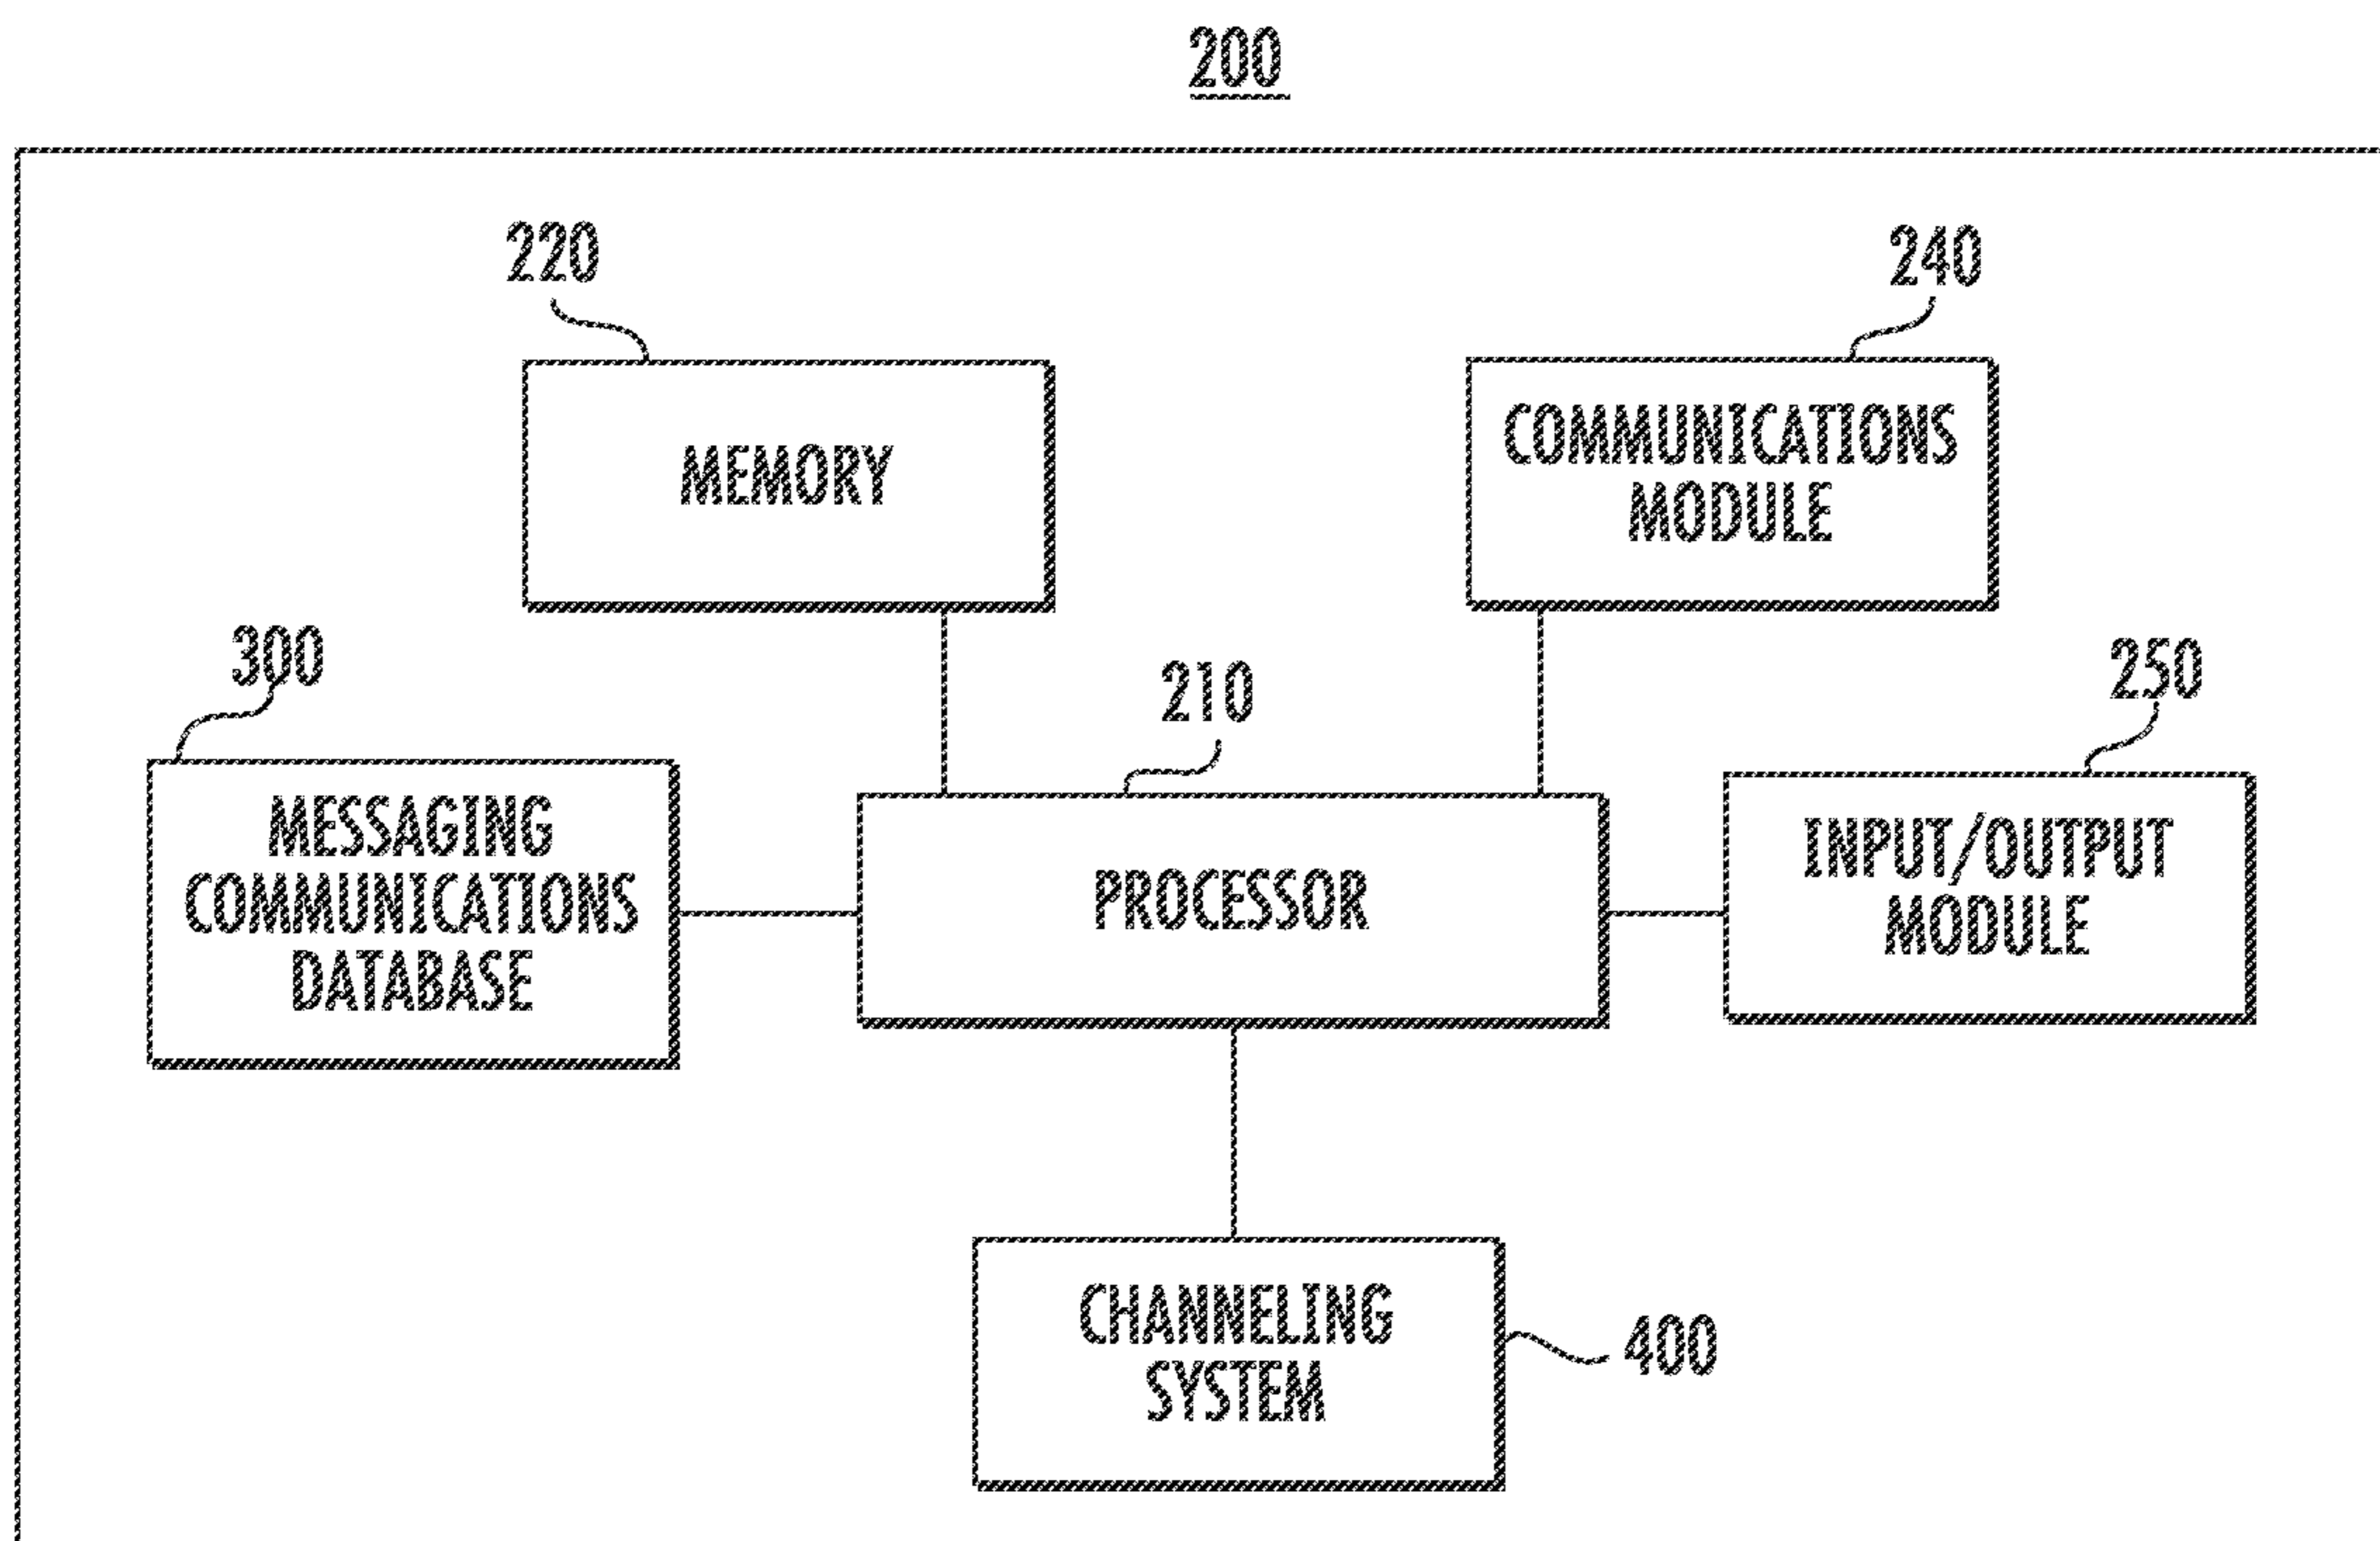 200
220
240
MEMORY
COMMUNICATIONS
MODULE
300
210
250
MESSAGING
COMMUNICATIONS
DATABASE
PROCESSOR
INPUT/OUTPUT
MODULE
CHANNELING
SYSTEM
400